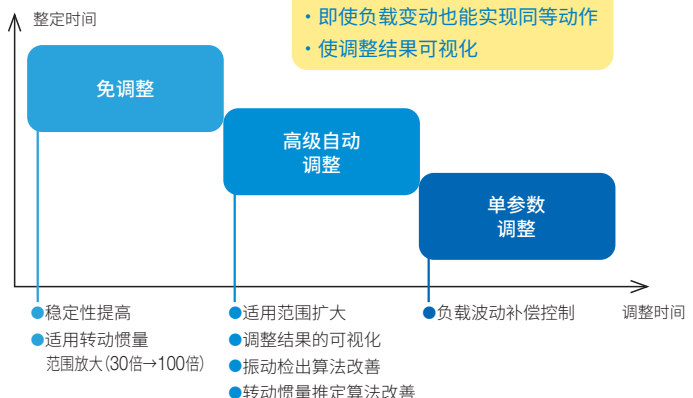 整定时间
・即使负载变动也能实现同等动作
・使调整结果可视化
免调整
高级自动
调整
单参数
调整
●稳定性提高
●适用转动惯量
范围放大(30倍→100倍)
●适用范围扩大
●调整结果的可视化
●振动检出算法改善
●转动惯量推定算法改善
●负载波动补偿控制
调整时间